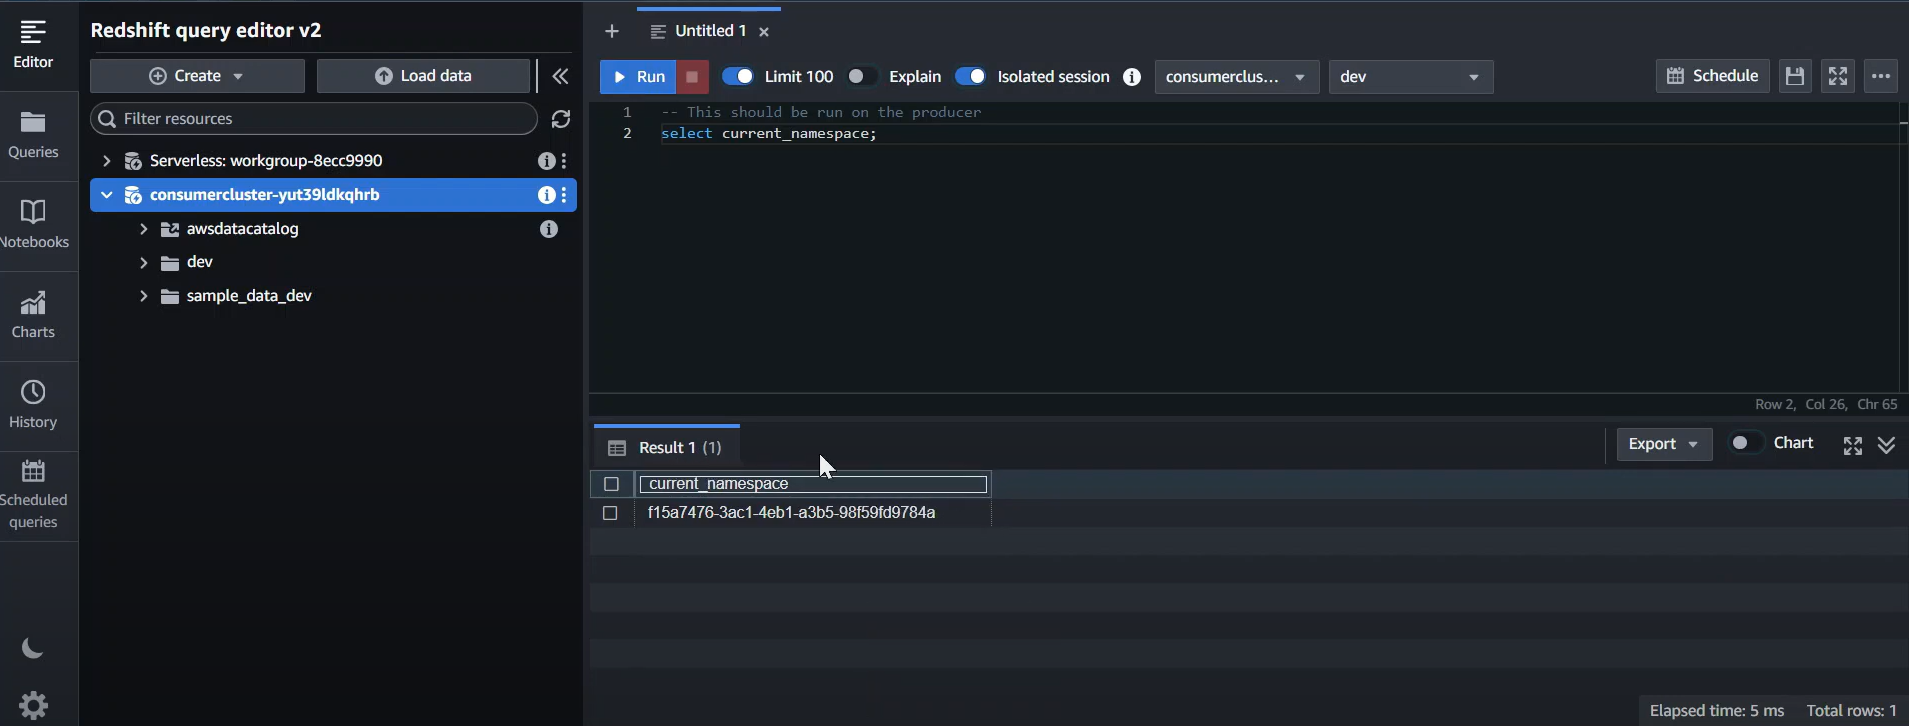 Editor
Queries
Notebooks
Charts
History
Scheduled
queries
Redshift query editor v2
Create
Load data
Filter resources
Serverless: workgroup-8ecc9990
consumercluster-yut39ldkqhrb
awsdatacatalog
dev
sample_data_dev
Untitled 1
Run
Limit 100
Explain
Isolated session
consumerclus...
dev
Schedule
1 -- This should be run on the producer
2 select current_namespace;
Row 2, Col 26, Chr 65
Result 1 (1)
Export
Chart
current_namespace
f15a7476-3ac1-4eb1-a3b5-98f59fd9784a
Elapsed time: 5 ms Total rows: 1